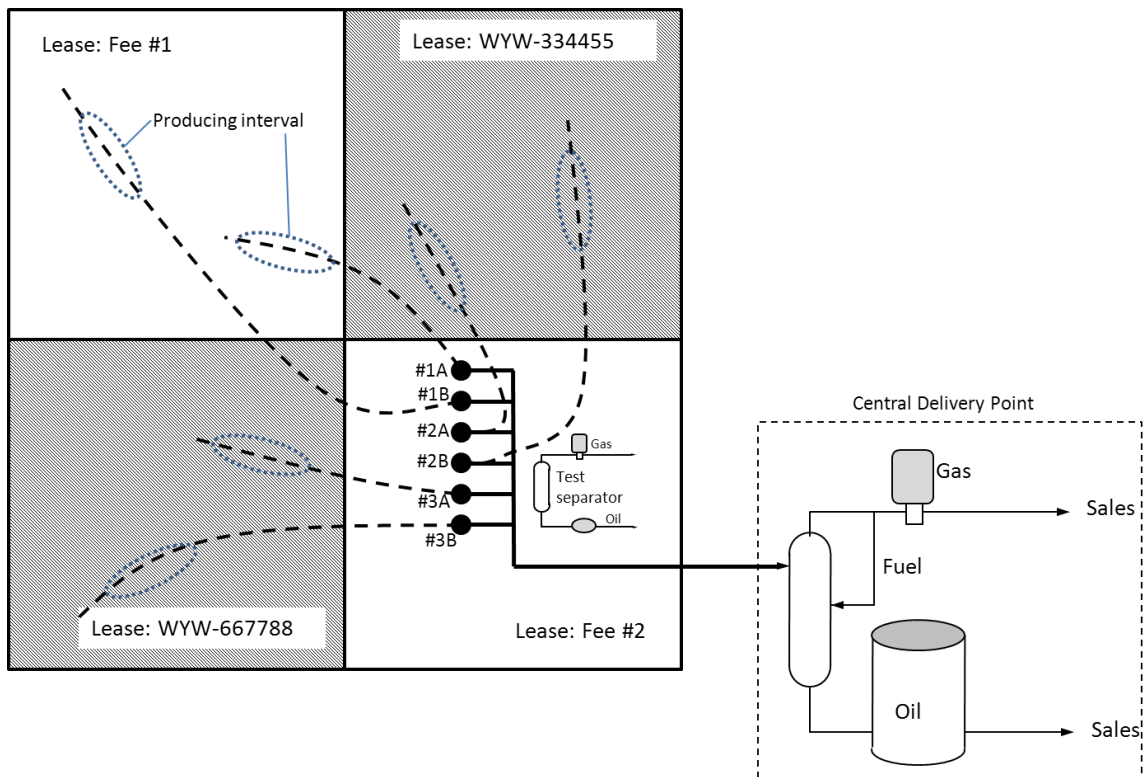 Lease: Fee #1
Lease: WYW-334455
Producing interval
#1A
#1B
#2A
#2B
#3A
#3B
Gas
Test
separator
Oil
Lease: WYW-667788
Lease: Fee #2
Central Delivery Point
Gas
Sales
Fuel
Oil
Sales